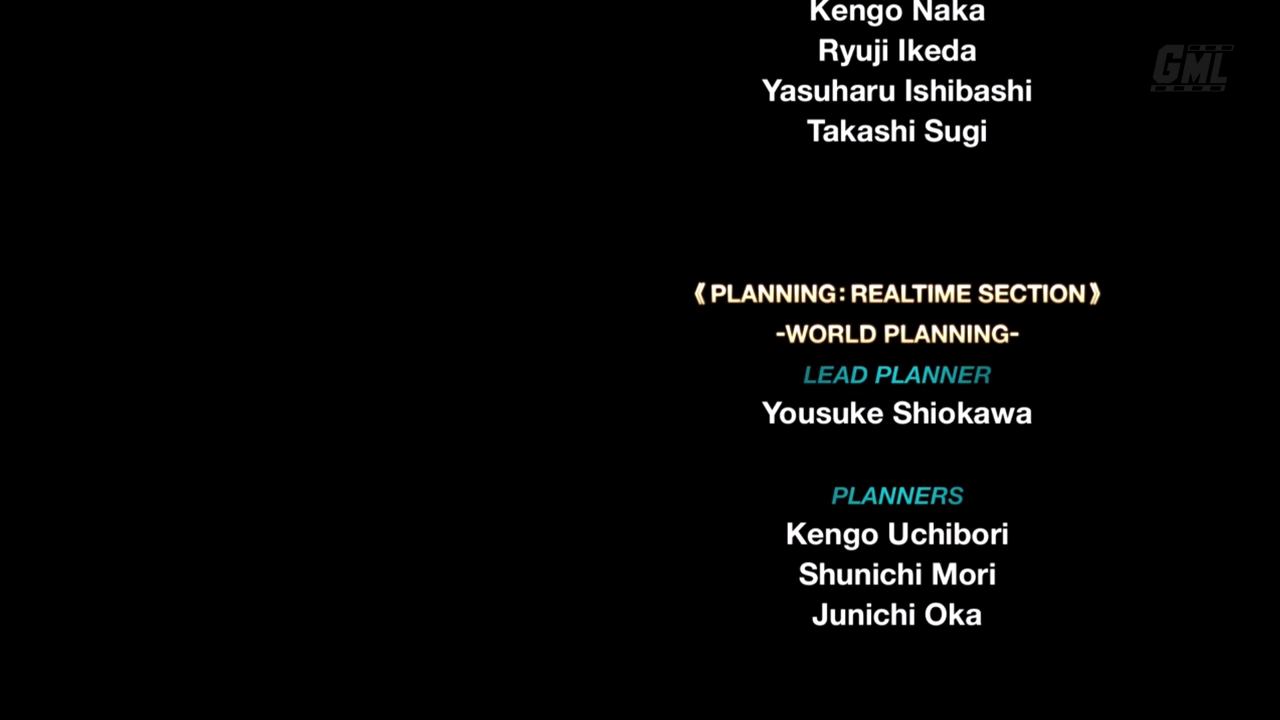 Kengo Naka
Ryuji Ikeda
Yasuharu Ishibashi
Takashi Sugi
GML
《PLANNING:REALTIME SECTION》
-WORLD PLANNING-
LEAD PLANNER
Yousuke Shiokawa
PLANNERS
Kengo Uchibori
Shunichi Mori
Junichi Oka